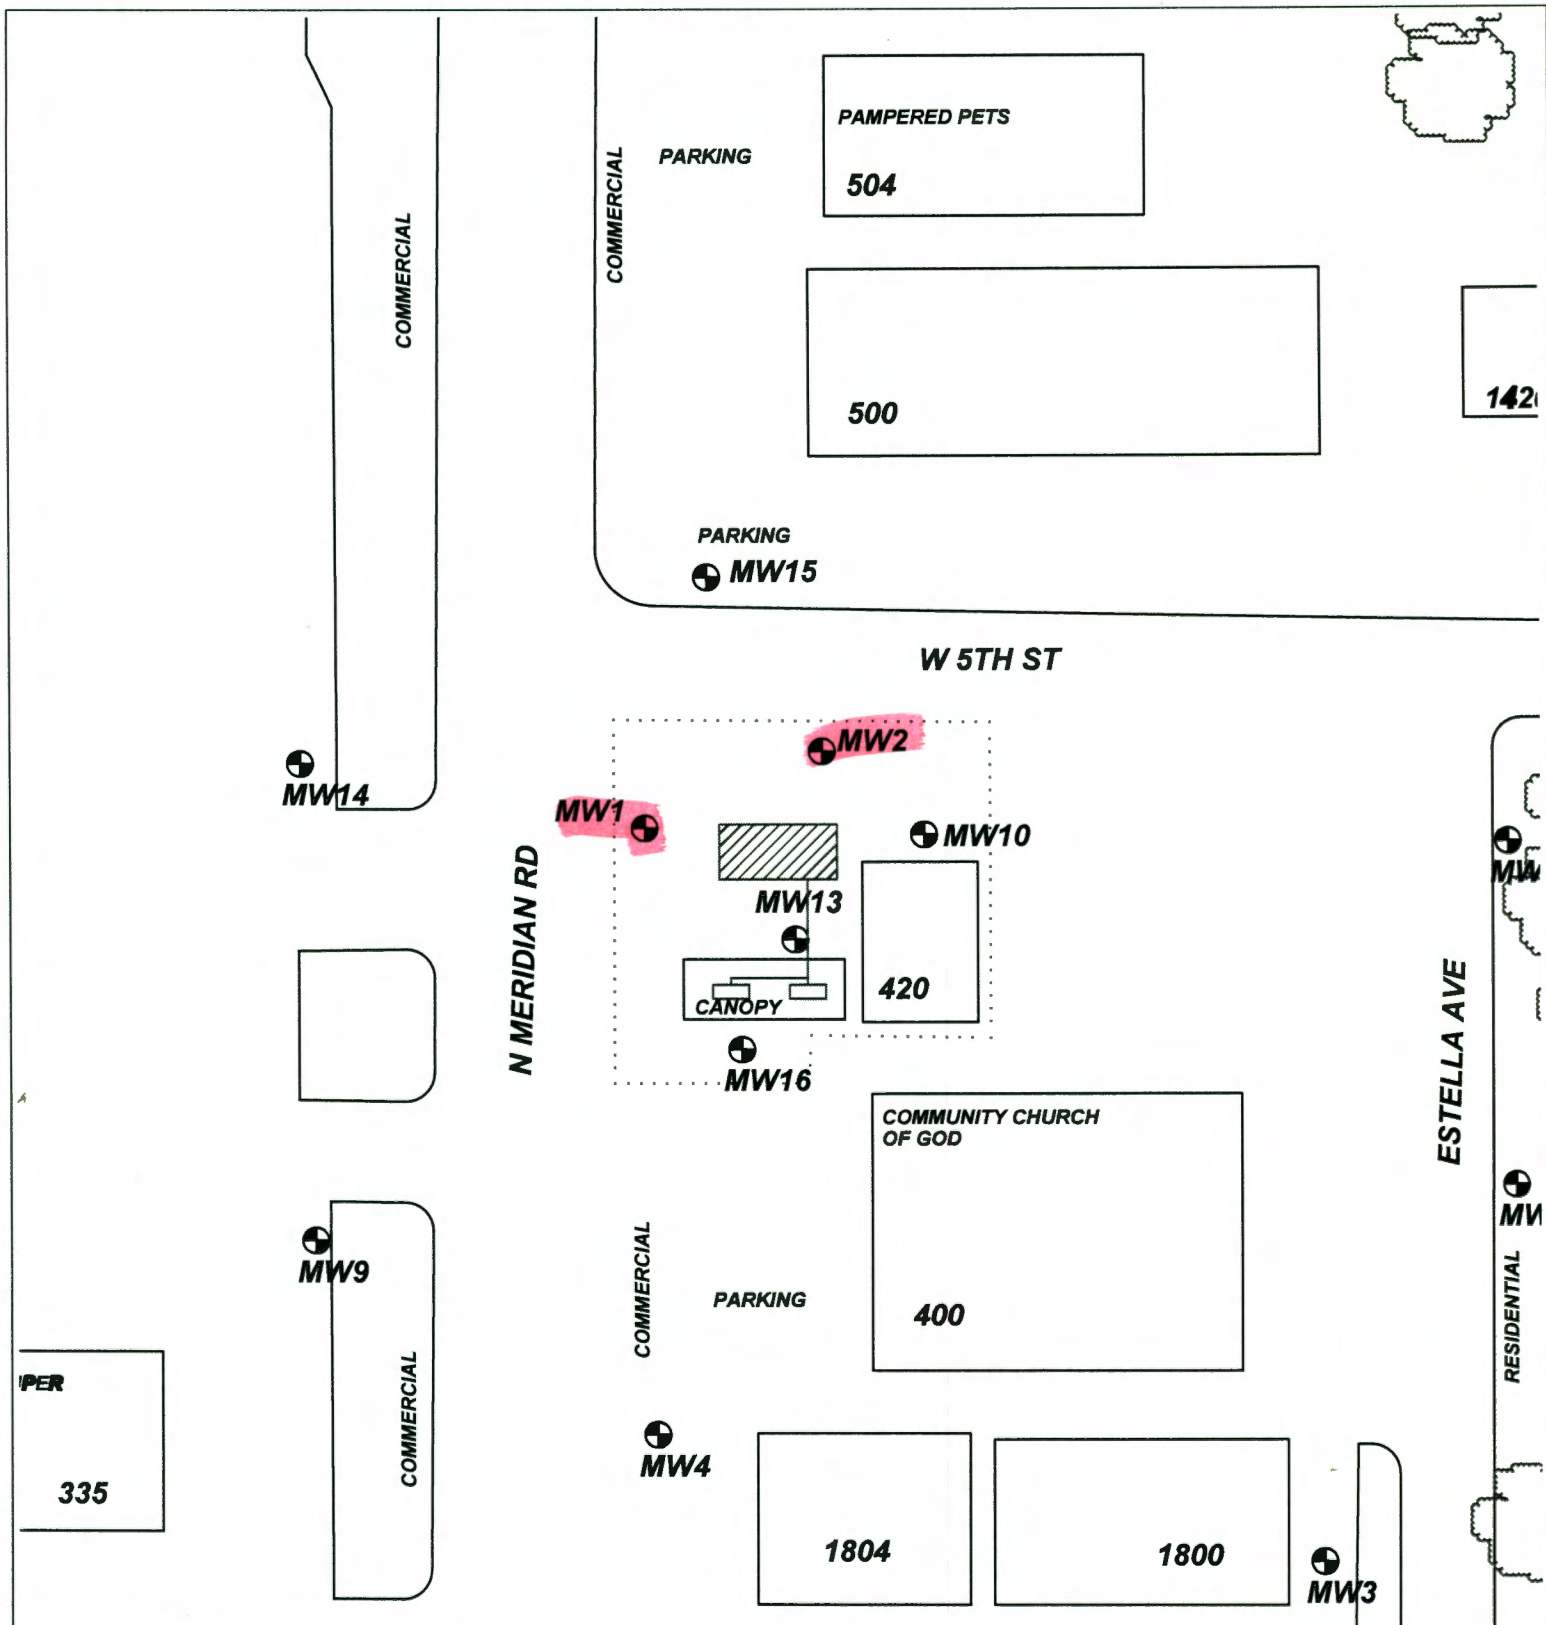 PAMPERED PETS
PARKING
504
COMMERCIAL
COMMERCIAL
500
PARKING
MW15
W 5TH ST
MW2
MW14
MW1
MW10
N MERIDIAN RD
MW13
420
CANOPY
MW16
ESTELLA AVE
COMMUNITY CHURCH
OF GOD
MW9
COMMERCIAL
PARKING
400
RESIDENTIAL
COMMERCIAL
335
MW4
1804
1800
MW3